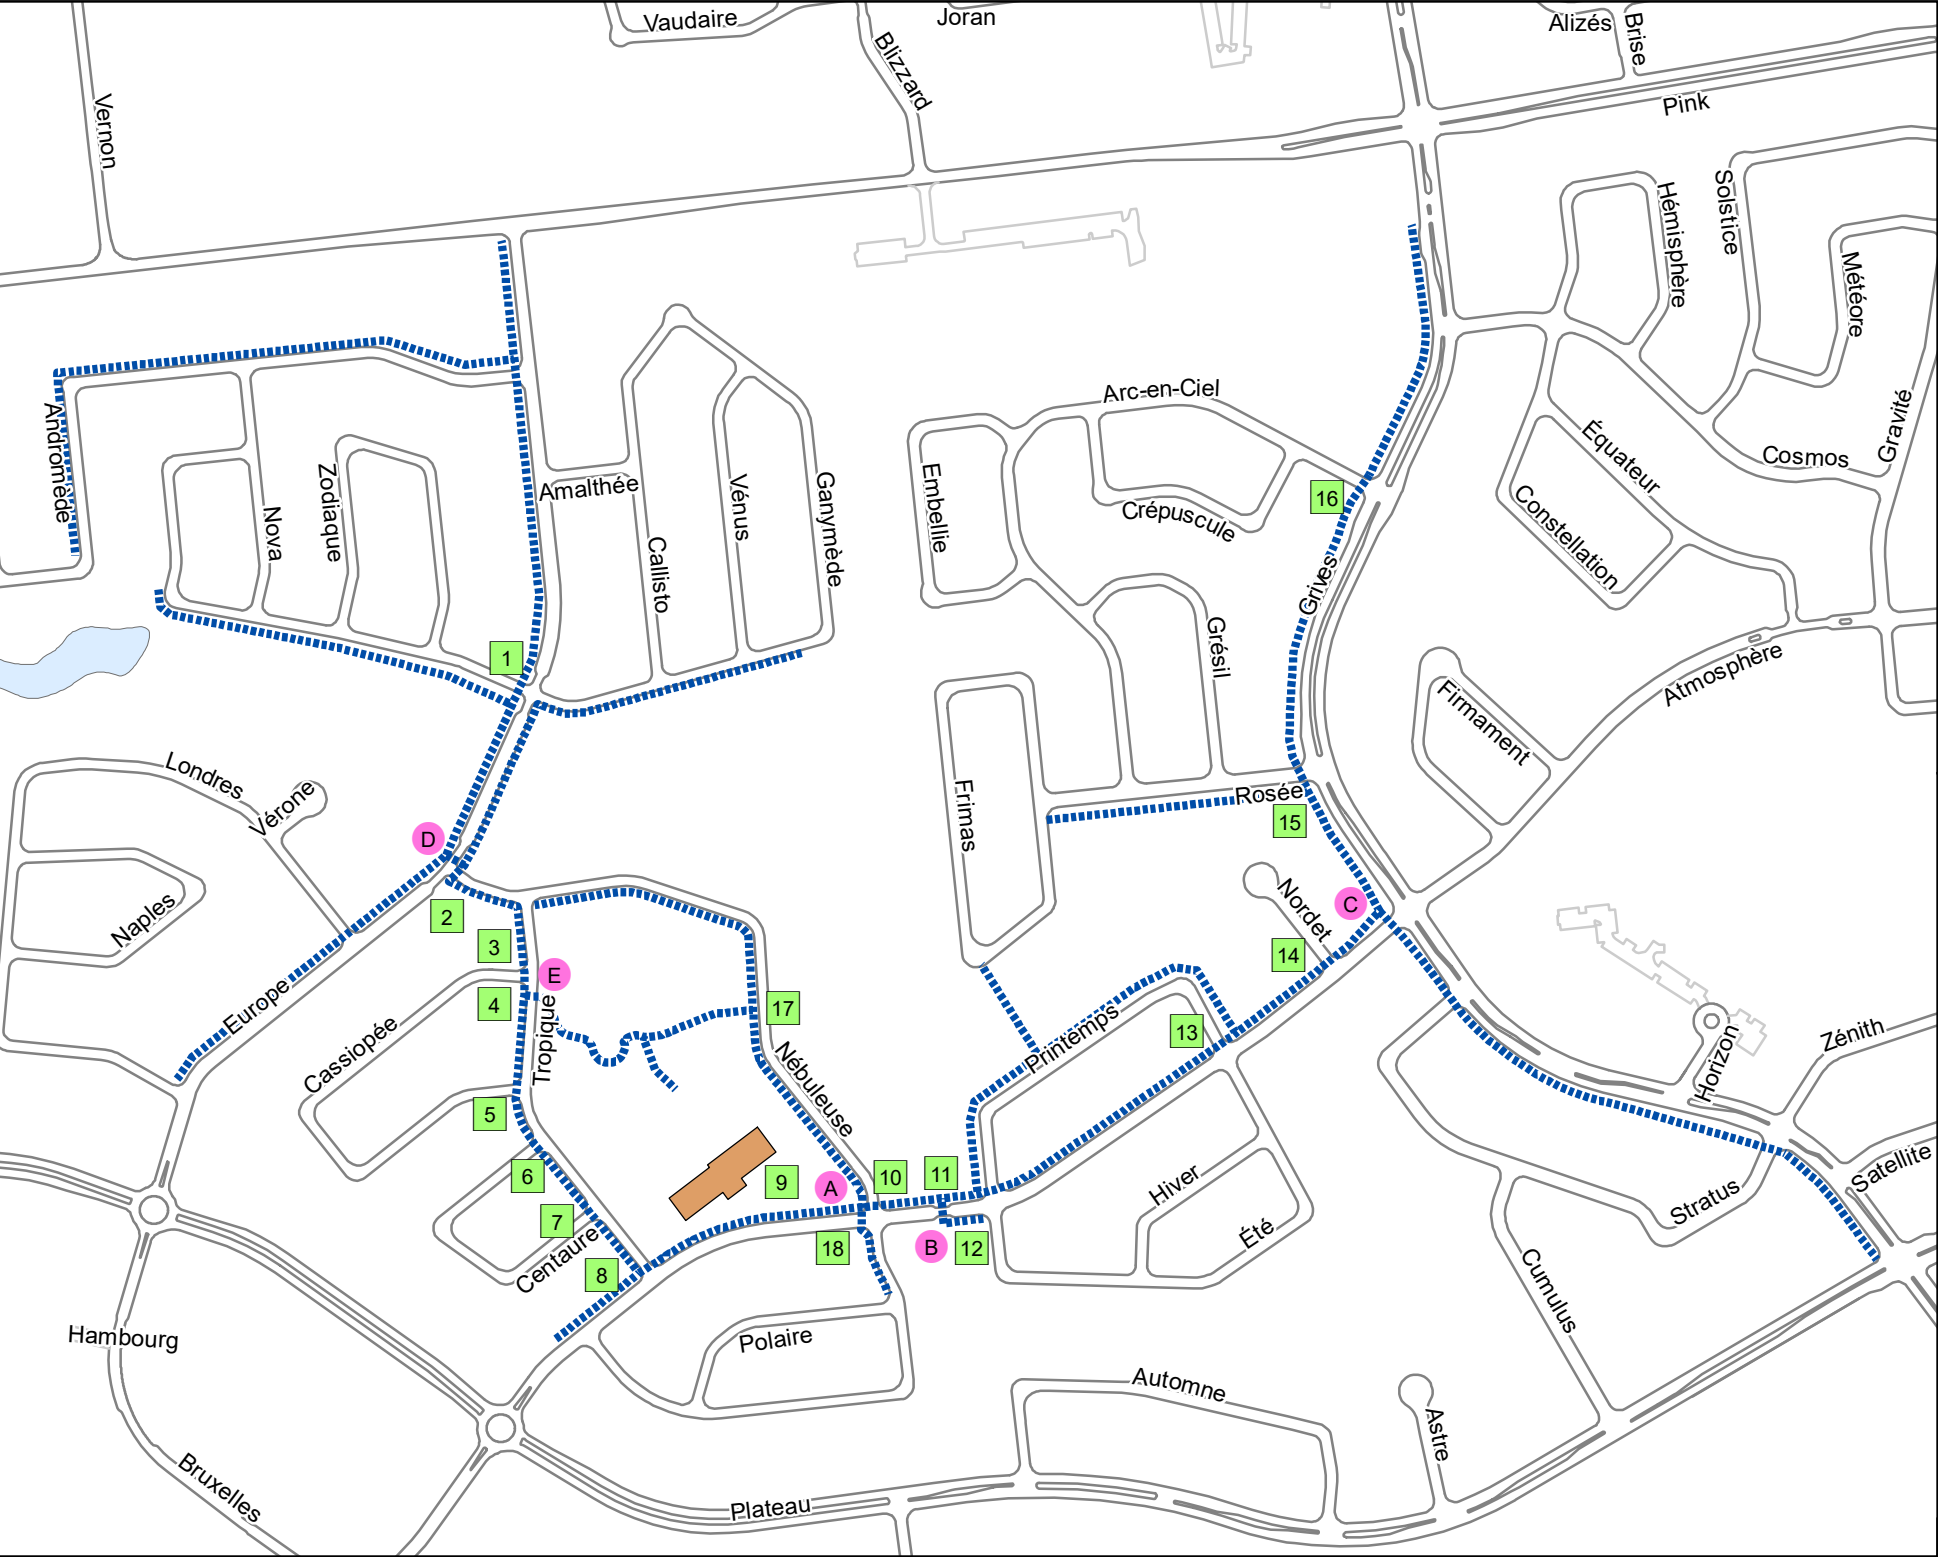 Vaudaire
Joran
Alizés
Brise
Blizzard
Pink
Vernon
Hémisphère
Solstice
Météore
Arc-en-Ciel
Gravité
Andromède
Équateur
Cosmos
Zodiaque
Nova
Amalthée
Vénus
Ganymède
Embellie
Crépuscule
16
Constellation
Callisto
Grives
Grésil
1
Atmosphère
Firmament
Londres
Vérone
Frimas
Rosée
15
D
Naples
2
3
Nordet
C
E
4
14
Europe
17
Cassiopée
Tropique
Printemps
13
Zénith
Horizon
Nébuleuse
5
6
9
A
10
11
Hiver
Satellite
Stratus
7
Centaure
18
B
12
Été
8
Cumulus
Hambourg
Polaire
Automne
Astre
Bruxelles
Plateau